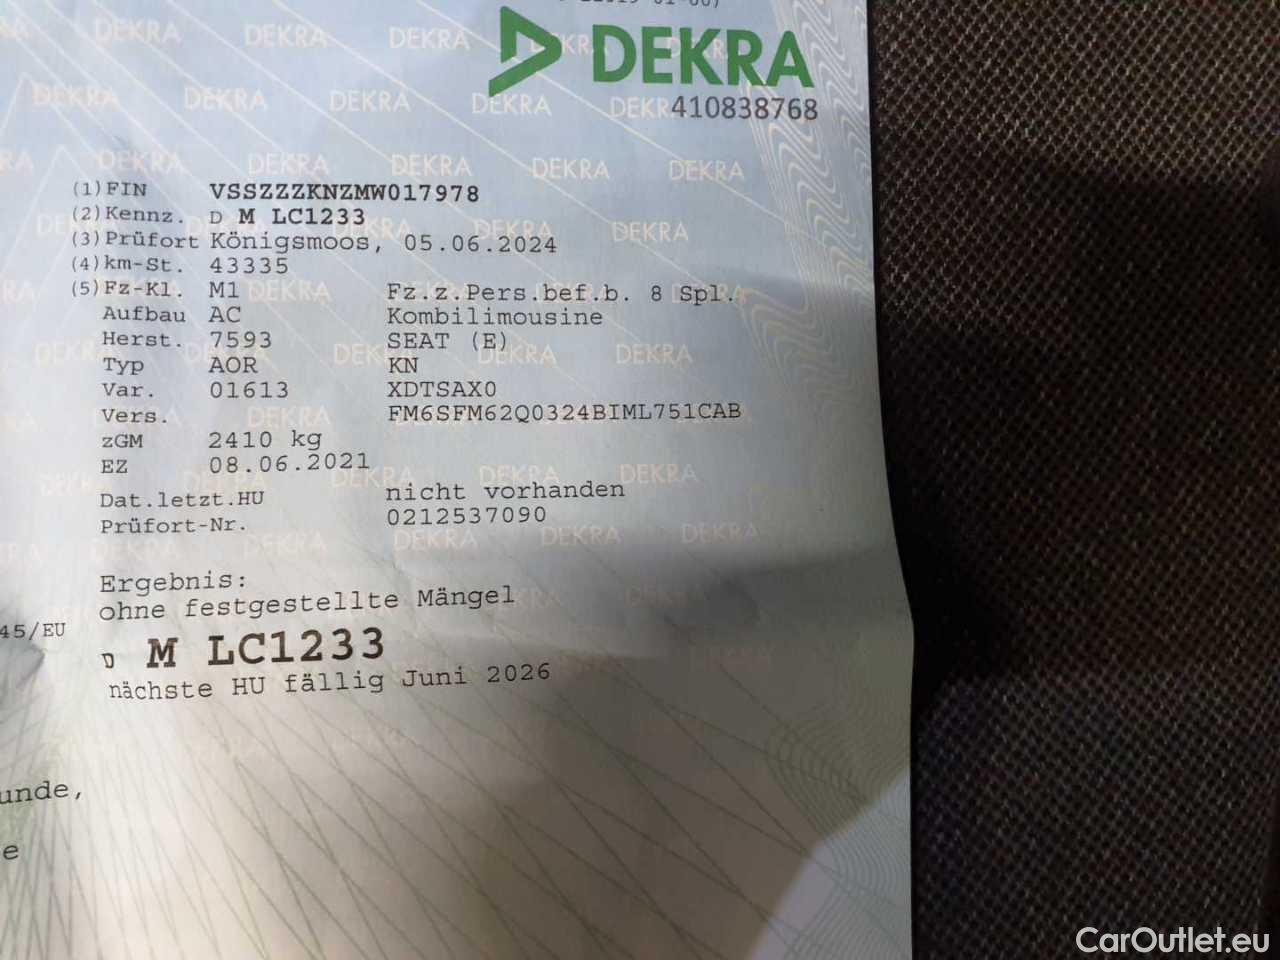 DEKRA
410838768
(1) FIN VSSZZZKNZMW017978
(2) Kennz. D M LC1233
(3) Prüfort Königsmoos, 05.06.2024
(4) km-St. 43335
(5) Fz-Kl. M1 Fz.z.Pers.bef.b. 8 Spl.
Aufbau AC Kombilimousine
Herst. 7593 SEAT (E)
Typ AOR KN
Var. 01613 XDTSAX0
Vers. FM6SFM62Q0324BIML751CAB
zGM 2410 kg
EZ 08.06.2021
Dat.letzt.HU nicht vorhanden
Prüfort-Nr. 0212537090
Ergebnis:
ohne festgestellte Mängel
45/EU
D M LC1233
nächste HU fällig Juni 2026
unde,
e
CarOutlet.eu